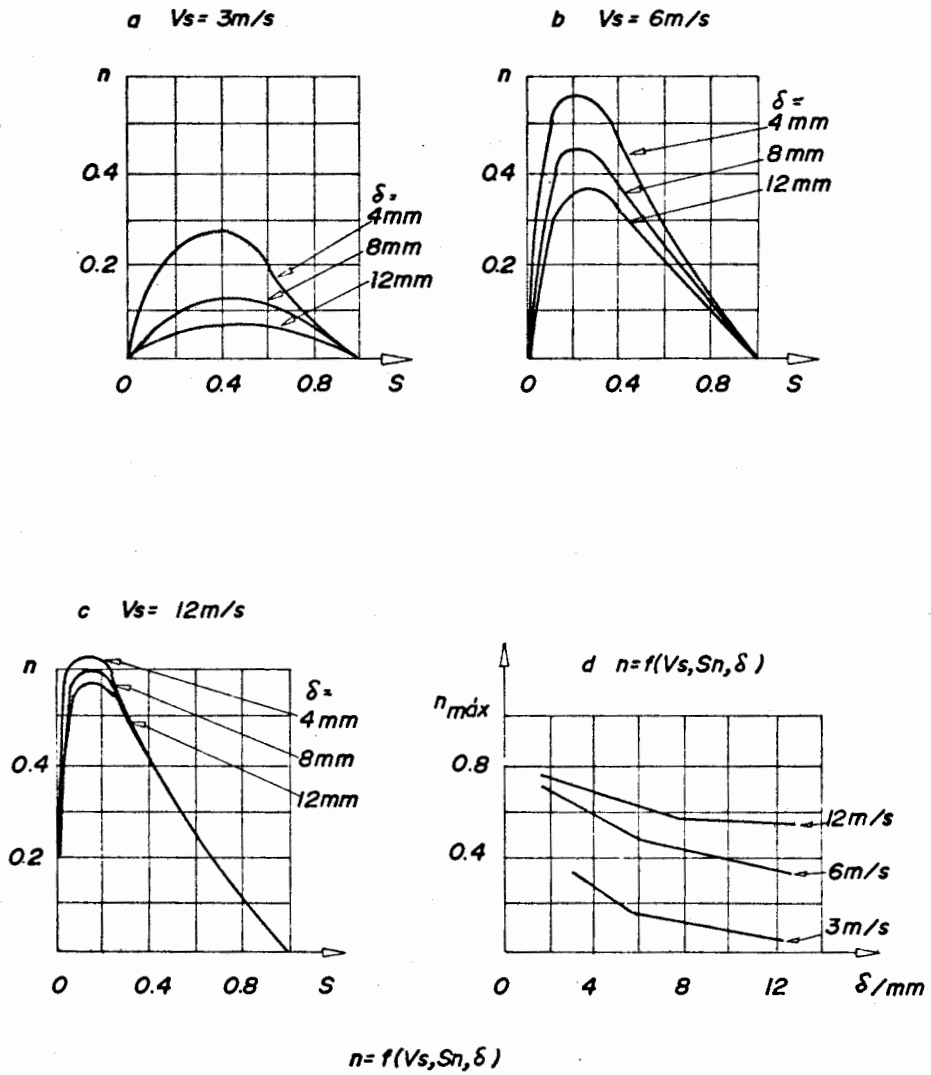 a Vs = 3m/s
n
0.4
0.2
δ =
4mm
8mm
12mm
0 0.4 0.8 S
b Vs = 6m/s
n
0.4
0.2
δ =
4mm
8mm
12mm
0 0.4 0.8 S
c Vs = 12m/s
n
0.4
0.2
δ =
4mm
8mm
12mm
0 0.4 0.8 S
d n=f(Vs,Sn,δ)
nmáx
0.8
0.4
12m/s
6m/s
3m/s
0 4 8 12 δ/mm
n=f(Vs,Sn,δ)